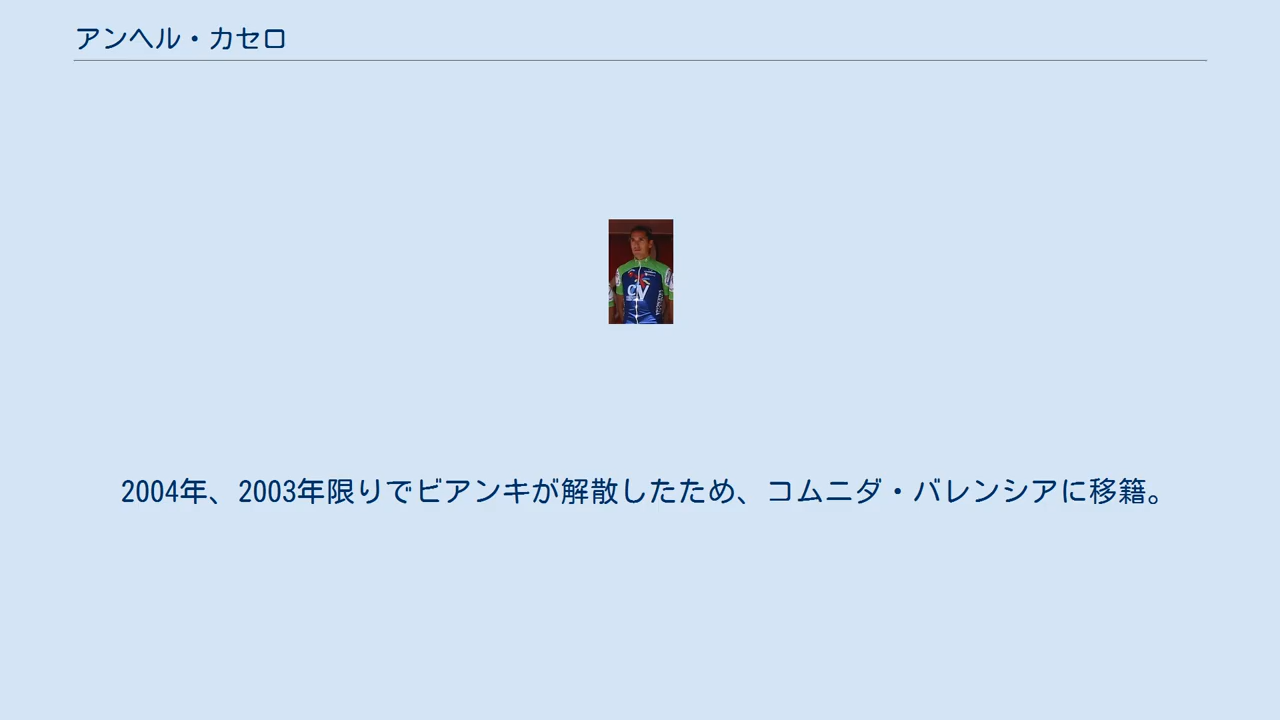 アンヘル・カセロ
CV
2004年、2003年限りでビアンキが解散したため、コムニダ・バレンシアに移籍。